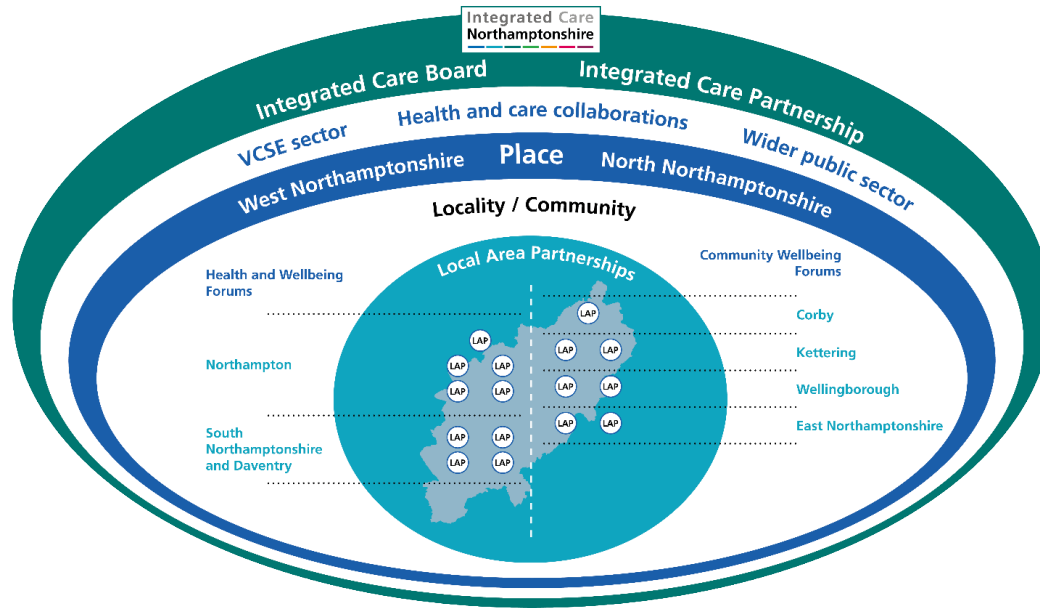 Integrated Care
Northamptonshire
Integrated Care Board
Integrated Care Partnership
VCSE sector
Health and care collaborations
Wider public sector
West Northamptonshire
Place
North Northamptonshire
Locality / Community
Local Area Partnerships
Health and Wellbeing
Forums
Northampton
South
Northamptonshire
and Daventry
Community Wellbeing
Forums
Corby
Kettering
Wellingborough
East Northamptonshire
LAP
LAP
LAP LAP
LAP LAP
LAP LAP
LAP LAP
LAP LAP
LAP LAP
LAP LAP